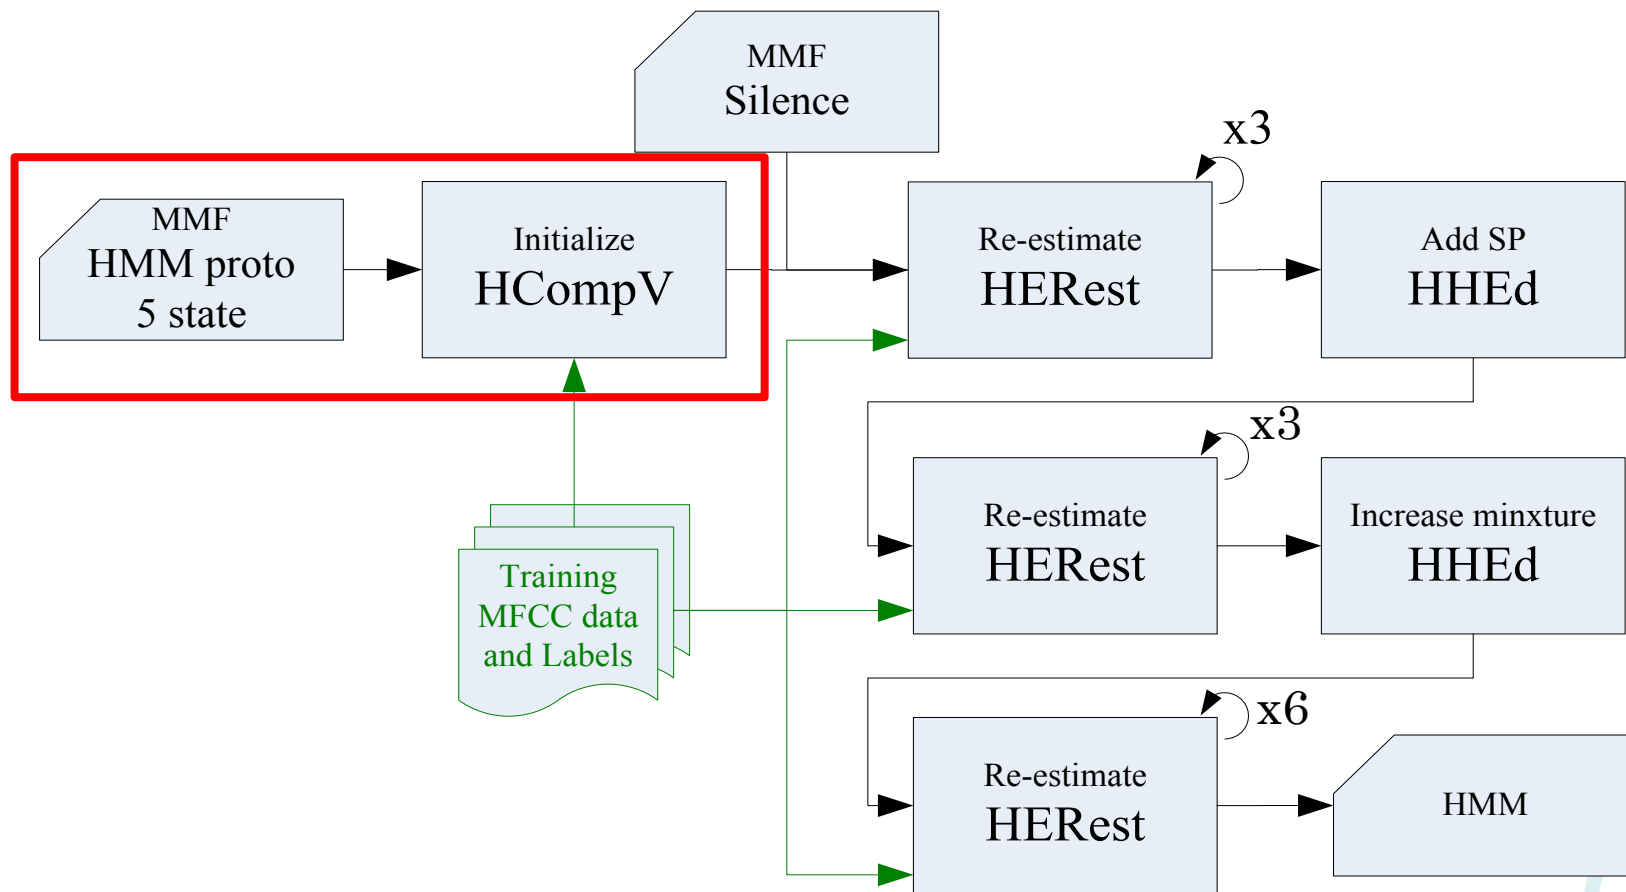 MMF
Silence
x3
MMF
HMM proto
5 state
Initialize
HCompV
Re-estimate
HERest
Add SP
HHEd
x3
Re-estimate
HERest
Increase minxture
HHEd
Training
MFCC data
and Labels
x6
Re-estimate
HERest
HMM